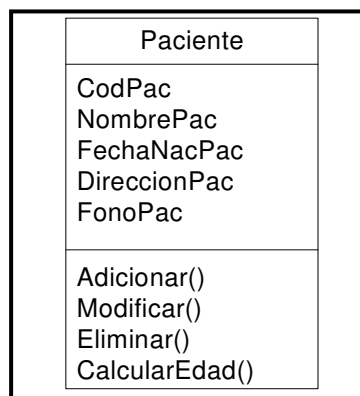 Paciente
CodPac
NombrePac
FechaNacPac
DireccionPac
FonoPac
Adicionar()
Modificar()
Eliminar()
CalcularEdad()